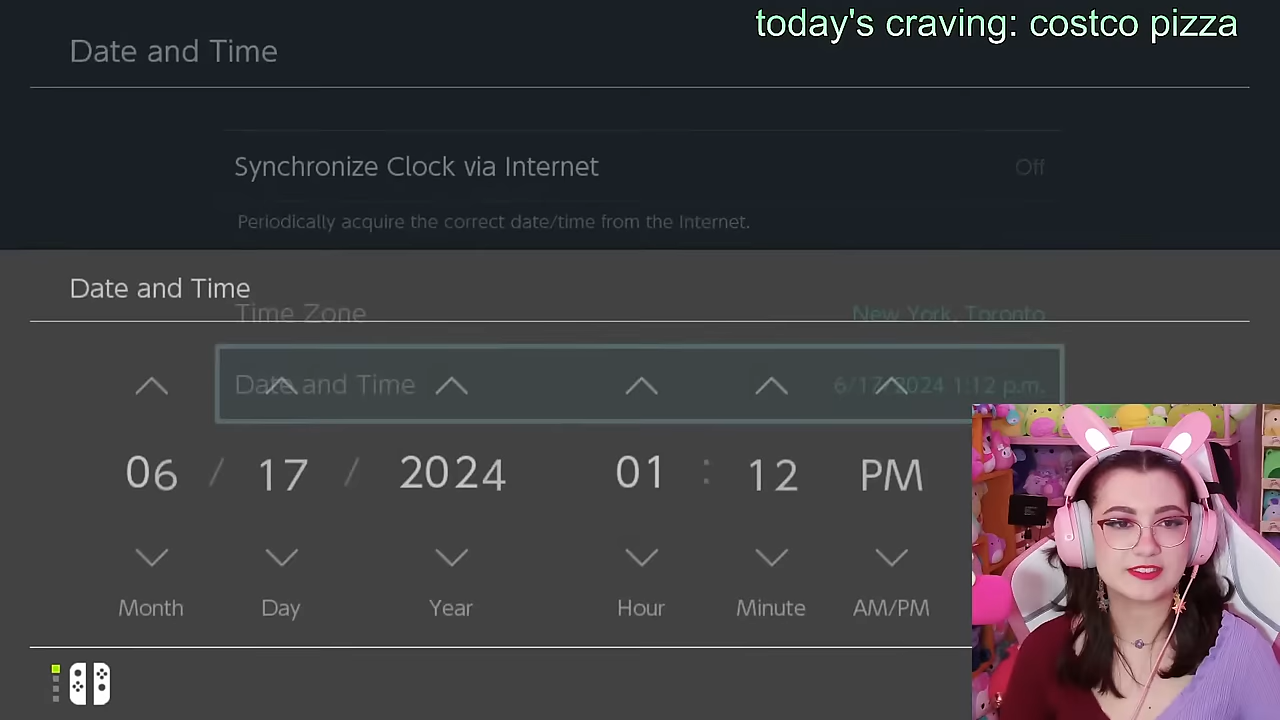 today's craving: costco pizza
Date and Time
Synchronize Clock via Internet Off
Periodically acquire the correct date/time from the Internet.
Date and Time
Time Zone New York, Toronto
Date and Time 6/17/2024 1:12 p.m.
06 / 17 / 2024 01 : 12 PM
Month Day Year Hour Minute AM/PM